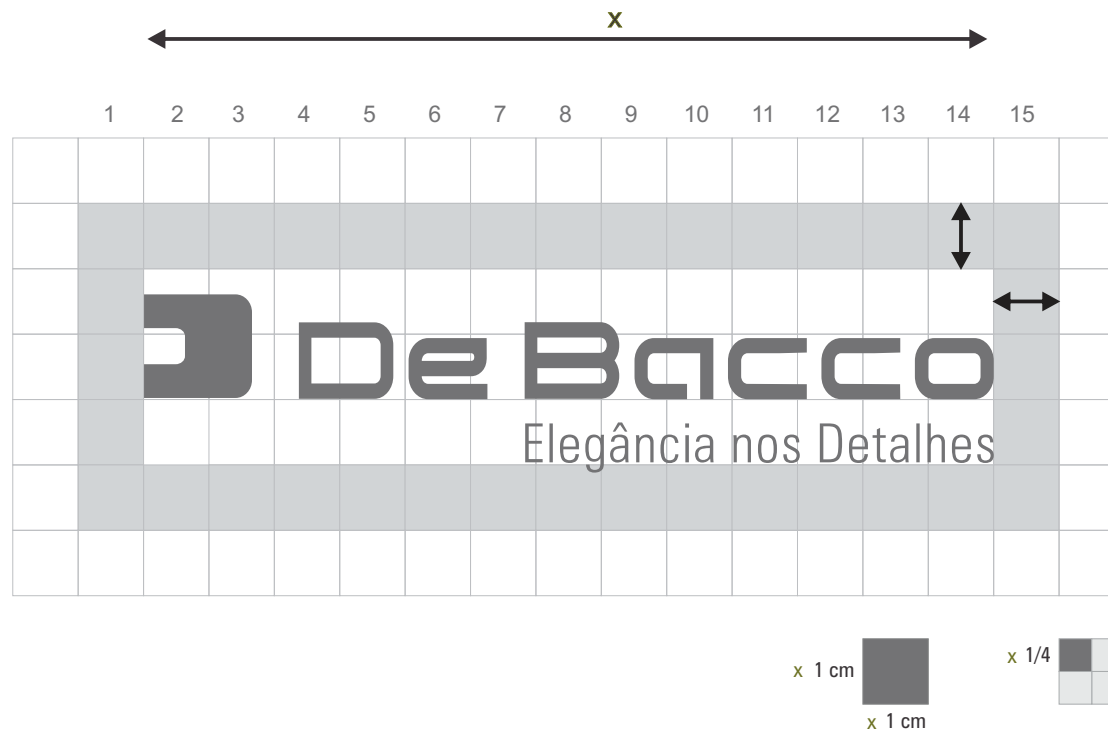 x
1 2 3 4 5 6 7 8 9 10 11 12 13 14 15
De Bacco
Elegância nos Detalhes
x 1 cm
x 1/4
x 1 cm